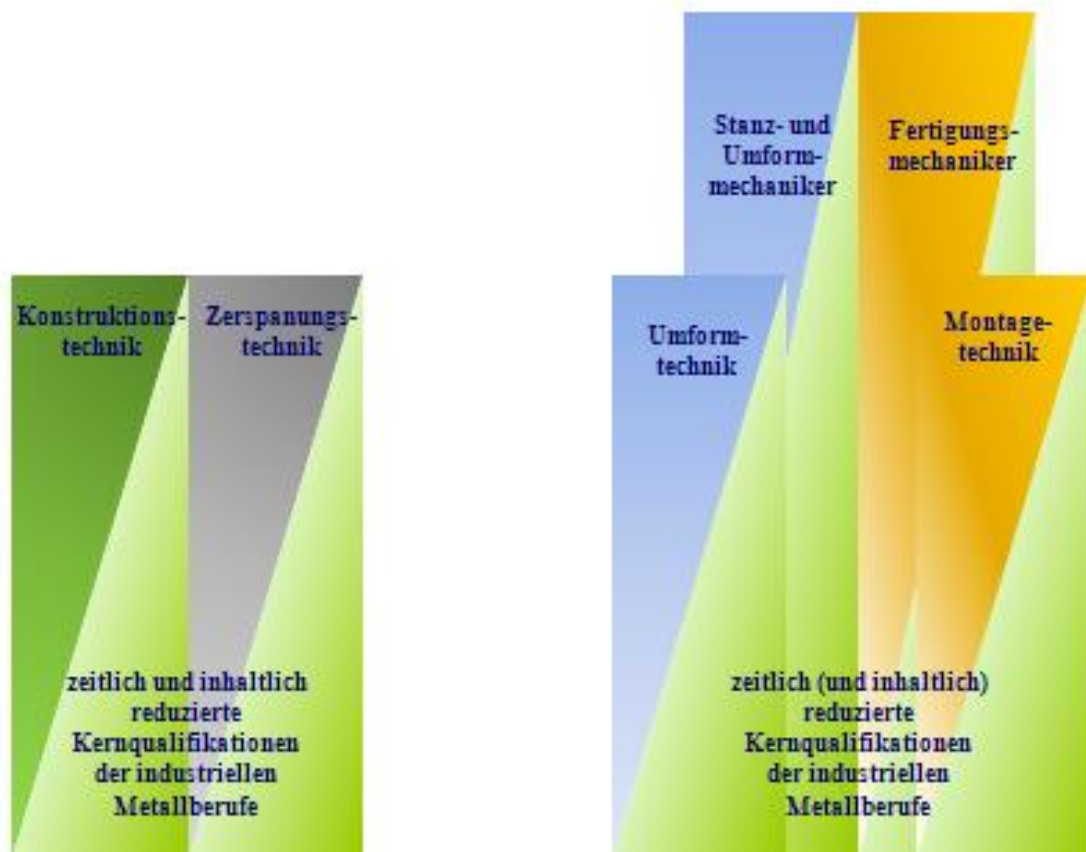 Stanz- und
Umform-
mechaniker
Fertigungs-
mechaniker
Konstruktions-
technik
Zerspanungs-
technik
Umform-
technik
Montage-
technik
zeitlich und inhaltlich
reduzierte
Kernqualifikationen
der industriellen
Metallberufe
zeitlich (und inhaltlich)
reduzierte
Kernqualifikationen
der industriellen
Metallberufe